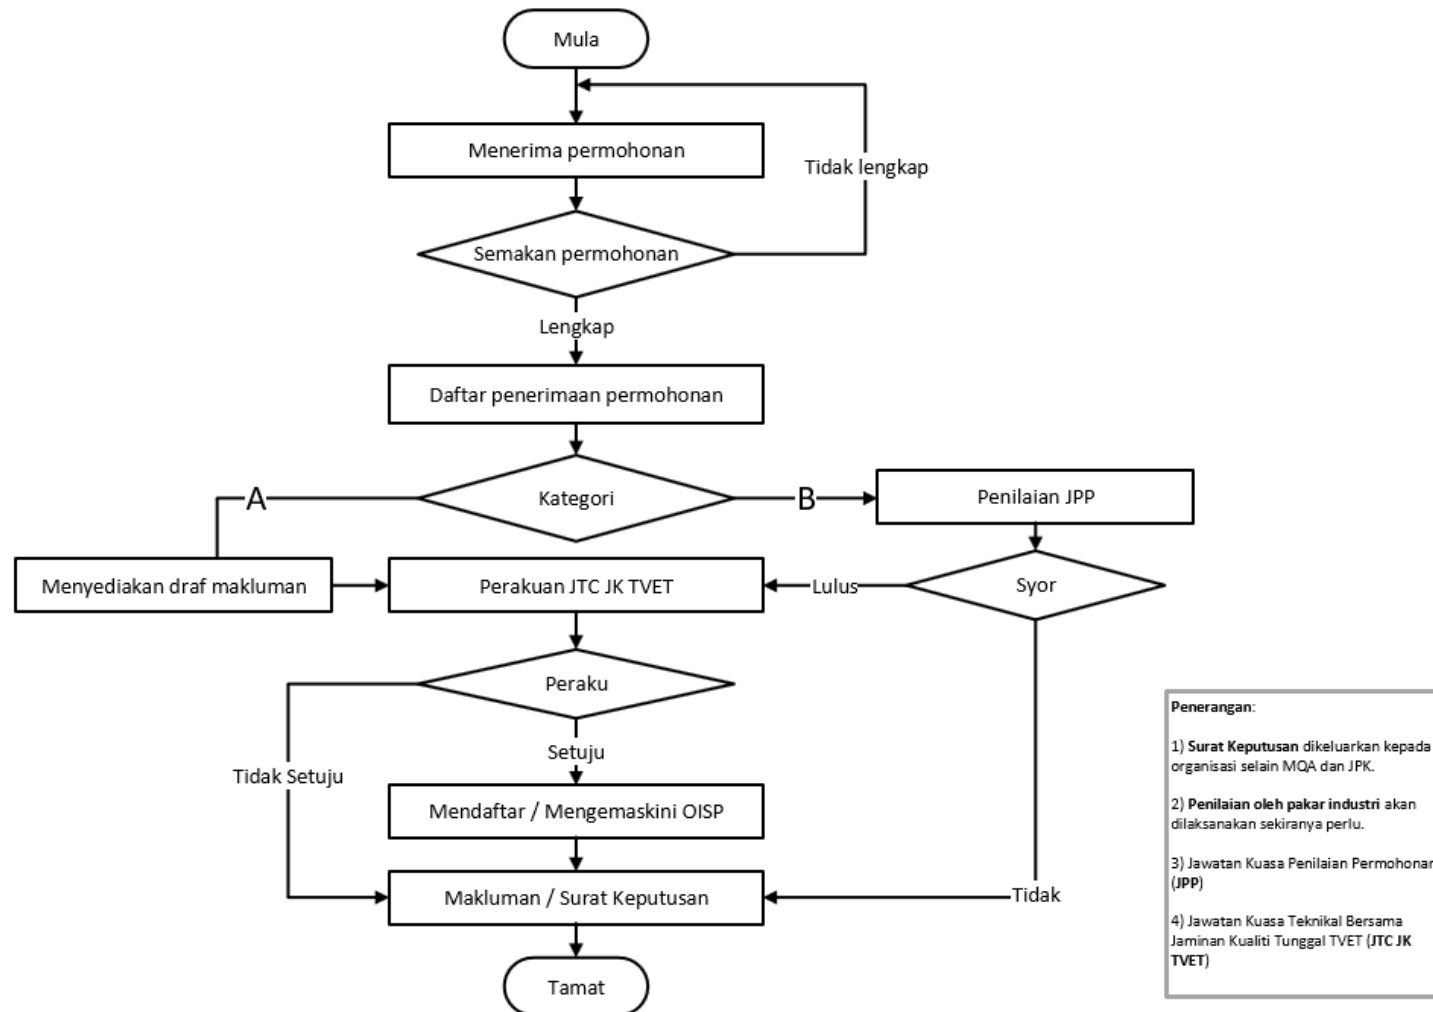 Mula
Menerima permohonan
Tidak lengkap
Semakan permohonan
Lengkap
Daftar penerimaan permohonan
A
Kategori
B
Penilaian JPP
Menyediakan draf makluman
Perakuan JTC JK TVET
Lulus
Syor
Peraku
Setuju
Tidak Setuju
Mendaftar / Mengemaskini OISP
Makluman / Surat Keputusan
Tidak
Tamat
Penerangan:
1) Surat Keputusan dikeluarkan kepada
organisasi selain MQA dan JPK.
2) Penilaian oleh pakar industri akan
dilaksanakan sekiranya perlu.
3) Jawatan Kuasa Penilaian Permohonan
(JPP)
4) Jawatan Kuasa Teknikal Bersama
Jaminan Kualiti Tunggal TVET (JTC JK
TVET)